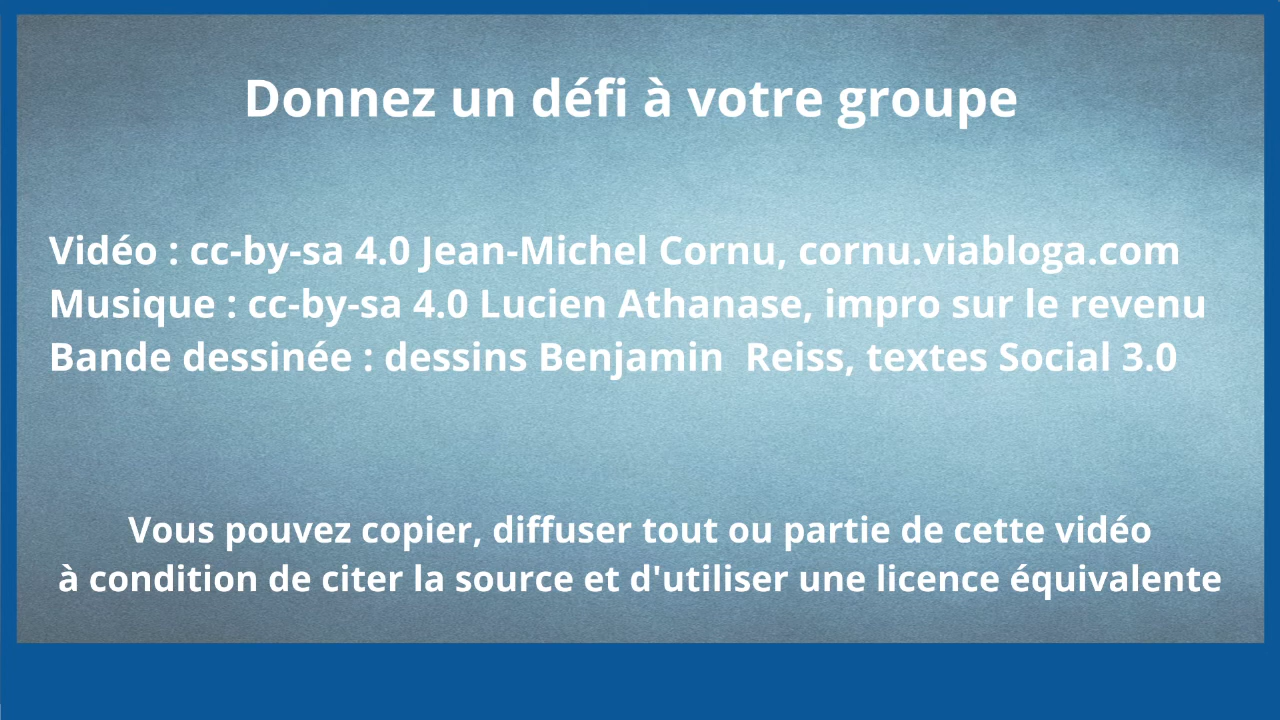 Donnez un défi à votre groupe
Vidéo : cc-by-sa 4.0 Jean-Michel Cornu, cornu.viabloga.com
Musique : cc-by-sa 4.0 Lucien Athanase, impro sur le revenu
Bande dessinée : dessins Benjamin  Reiss, textes Social 3.0
Vous pouvez copier, diffuser tout ou partie de cette vidéo
à condition de citer la source et d'utiliser une licence équivalente